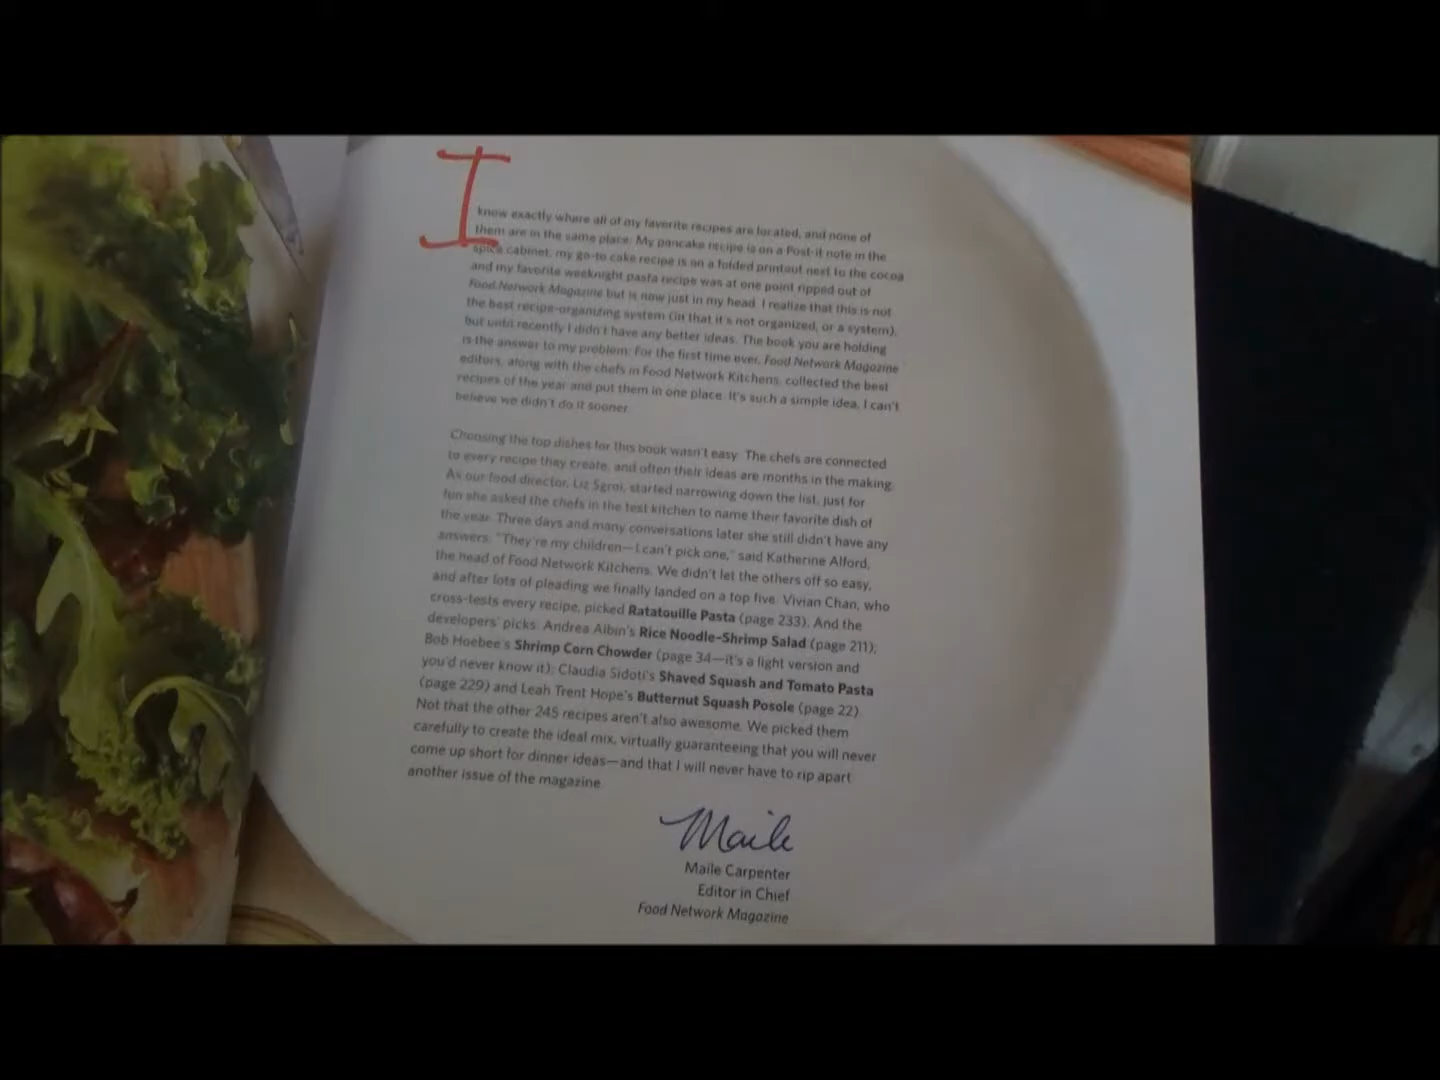 I
know exactly where all of my favorite recipes are located, and none of
them are in the same place. My pancake recipe is on a Post-it note in the
spice cabinet, my go-to cake recipe is on a folded printout next to the cocoa
and my favorite weeknight pasta recipe was at one point ripped out of
Food Network Magazine but is now just in my head. I realize that this is not
the best recipe-organizing system (in that it's not organized, or a system),
but until recently I didn't have any better ideas. The book you are holding
is the answer to my problem: For the first time ever, Food Network Magazine
editors, along with the chefs in Food Network Kitchens, collected the best
recipes of the year and put them in one place. It's such a simple idea, I can't
believe we didn't do it sooner.
Choosing the top dishes for this book wasn't easy. The chefs are connected
to every recipe they create, and often their ideas are months in the making.
As our food director, Liz Sgroi, started narrowing down the list, just for
fun she asked the chefs in the test kitchen to name their favorite dish of
the year. Three days and many conversations later she still didn't have any
answers: "They're my children—I can't pick one," said Katherine Alford,
the head of Food Network Kitchens. We didn't let the others off so easy,
and after lots of pleading we finally landed on a top five: Vivian Chan, who
cross-tests every recipe, picked Ratatouille Pasta (page 233). And the
developers' picks: Andrea Albin's Rice Noodle–Shrimp Salad (page 211);
Bob Hoebee's Shrimp Corn Chowder (page 34—it's a light version and
you'd never know it); Claudia Sidoti's Shaved Squash and Tomato Pasta
(page 229) and Leah Trent Hope's Butternut Squash Posole (page 22).
Not that the other 245 recipes aren't also awesome. We picked them
carefully to create the ideal mix, virtually guaranteeing that you will never
come up short for dinner ideas—and that I will never have to rip apart
another issue of the magazine.
Maile
Maile Carpenter
Editor in Chief
Food Network Magazine